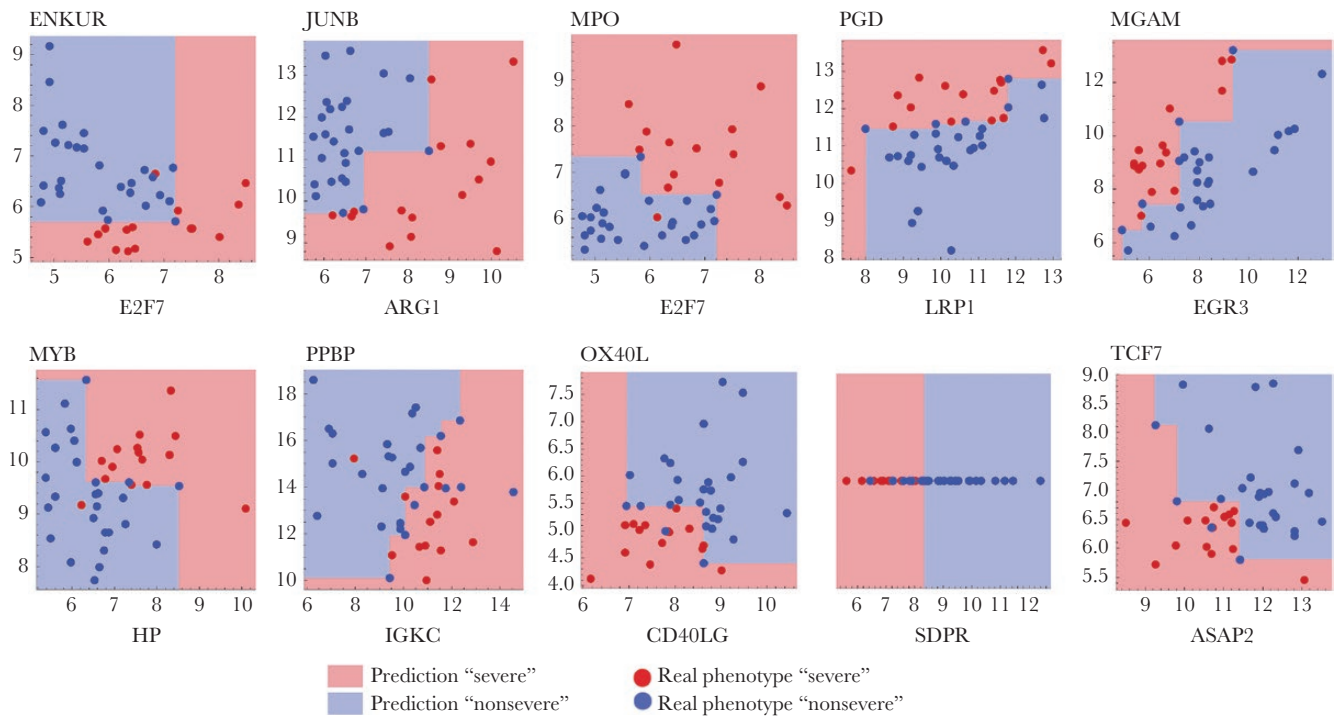 ENKUR JUNB MPO PGD MGAM
9
8
7
6
5
5 6 7 8
E2F7
13
12
11
10
9
6 7 8 9 10
ARG1
9
8
7
6
5 6 7 8
E2F7
13
12
11
10
9
8
8 9 10 11 12 13
LRP1
12
10
8
6
6 8 10 12
EGR3
MYB PPBP OX40L TCF7
11
10
9
8
6 7 8 9 10
HP
18
16
14
12
10
6 8 10 12 14
IGKC
7.5
7.0
6.5
6.0
5.5
5.0
4.5
4.0
6 7 8 9 10
CD40LG
6 7 8 9 10 11 12
SDPR
9.0
8.5
8.0
7.5
7.0
6.5
6.0
5.5
9 10 11 12 13
ASAP2
Prediction “severe” Real phenotype “severe”
Prediction “nonsevere” Real phenotype “nonsevere”